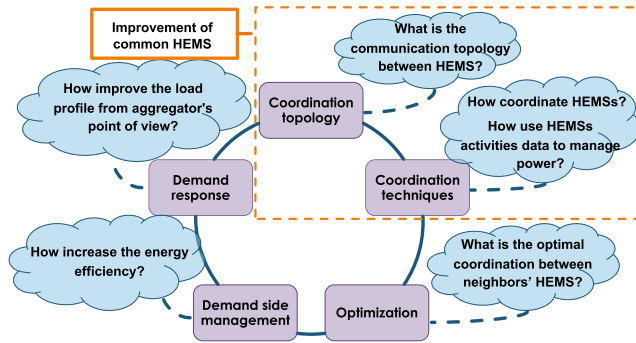 Improvement of
common HEMS
What is the
communication topology
between HEMS?
How improve the load
profile from aggregator's
point of view?
Coordination
topology
How coordinate HEMSs?
How use HEMSs
activities data to manage
power?
Demand
response
Coordination
techniques
How increase the energy
efficiency?
What is the optimal
coordination between
neighbors' HEMS?
Demand side
management
Optimization